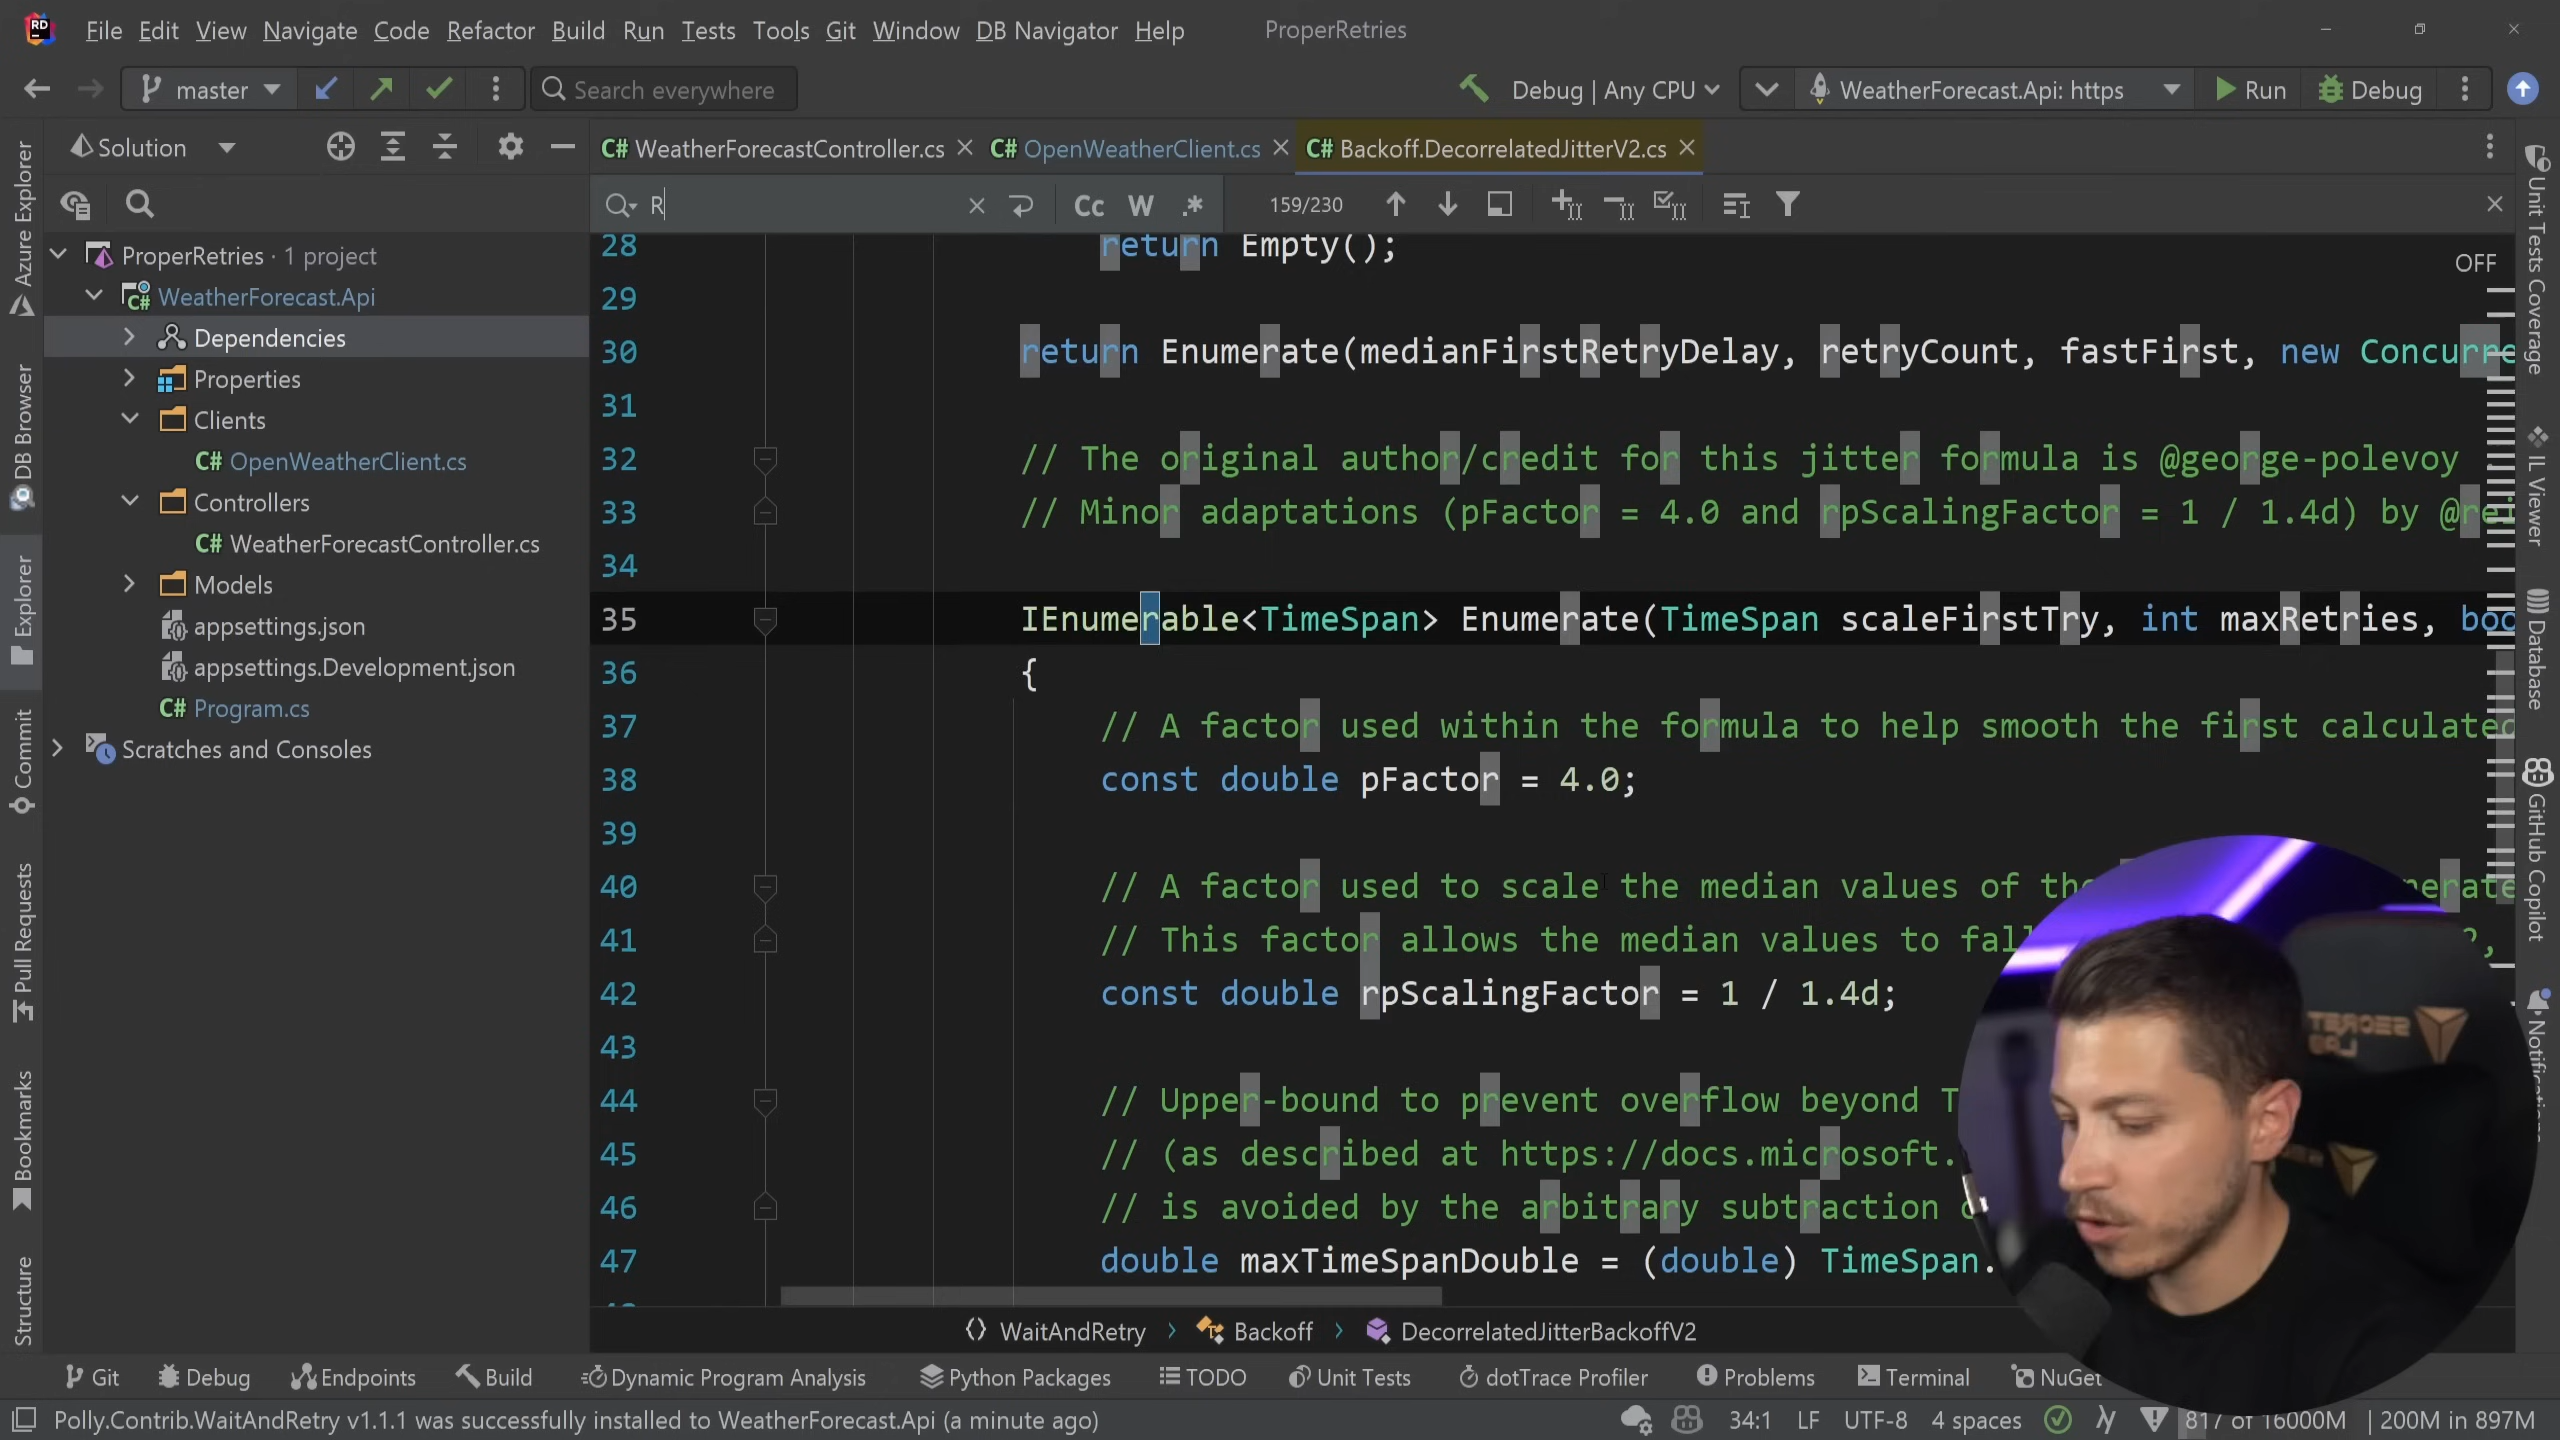 RD
File Edit View Navigate Code Refactor Build Run Tests Tools Git Window DB Navigator Help
ProperRetries
master
Search everywhere
Debug | Any CPU
WeatherForecast.Api: https
Run
Debug
Solution
C# WeatherForecastController.cs
C# OpenWeatherClient.cs
C# Backoff.DecorrelatedJitterV2.cs
R
Cc W .*
159/230
OFF
ProperRetries · 1 project
WeatherForecast.Api
Dependencies
Properties
Clients
C# OpenWeatherClient.cs
Controllers
C# WeatherForecastController.cs
Models
appsettings.json
appsettings.Development.json
C# Program.cs
Scratches and Consoles
28 return Empty();
29
30 return Enumerate(medianFirstRetryDelay, retryCount, fastFirst, new Concurre
31
32 // The original author/credit for this jitter formula is @george-polevoy
33 // Minor adaptations (pFactor = 4.0 and rpScalingFactor = 1 / 1.4d) by @rei
34
35 IEnumerable<TimeSpan> Enumerate(TimeSpan scaleFirstTry, int maxRetries, boo
36 {
37 // A factor used within the formula to help smooth the first calculated
38 const double pFactor = 4.0;
39
40 // A factor used to scale the median values of the
41 // This factor allows the median values to fall
42 const double rpScalingFactor = 1 / 1.4d;
43
44 // Upper-bound to prevent overflow beyond T
45 // (as described at https://docs.microsoft.
46 // is avoided by the arbitrary subtraction o
47 double maxTimeSpanDouble = (double) TimeSpan.
WaitAndRetry
Backoff
DecorrelatedJitterBackoffV2
Git
Debug
Endpoints
Build
Dynamic Program Analysis
Python Packages
TODO
Unit Tests
dotTrace Profiler
Problems
Terminal
NuGet
Polly.Contrib.WaitAndRetry v1.1.1 was successfully installed to WeatherForecast.Api (a minute ago)
34:1
LF
UTF-8
4 spaces
817 of 16000M
200M in 897M
Azure Explorer
DB Browser
Explorer
Commit
Pull Requests
Bookmarks
Structure
Unit Tests Coverage
IL Viewer
Database
GitHub Copilot
Notifications
SECRET
LAB